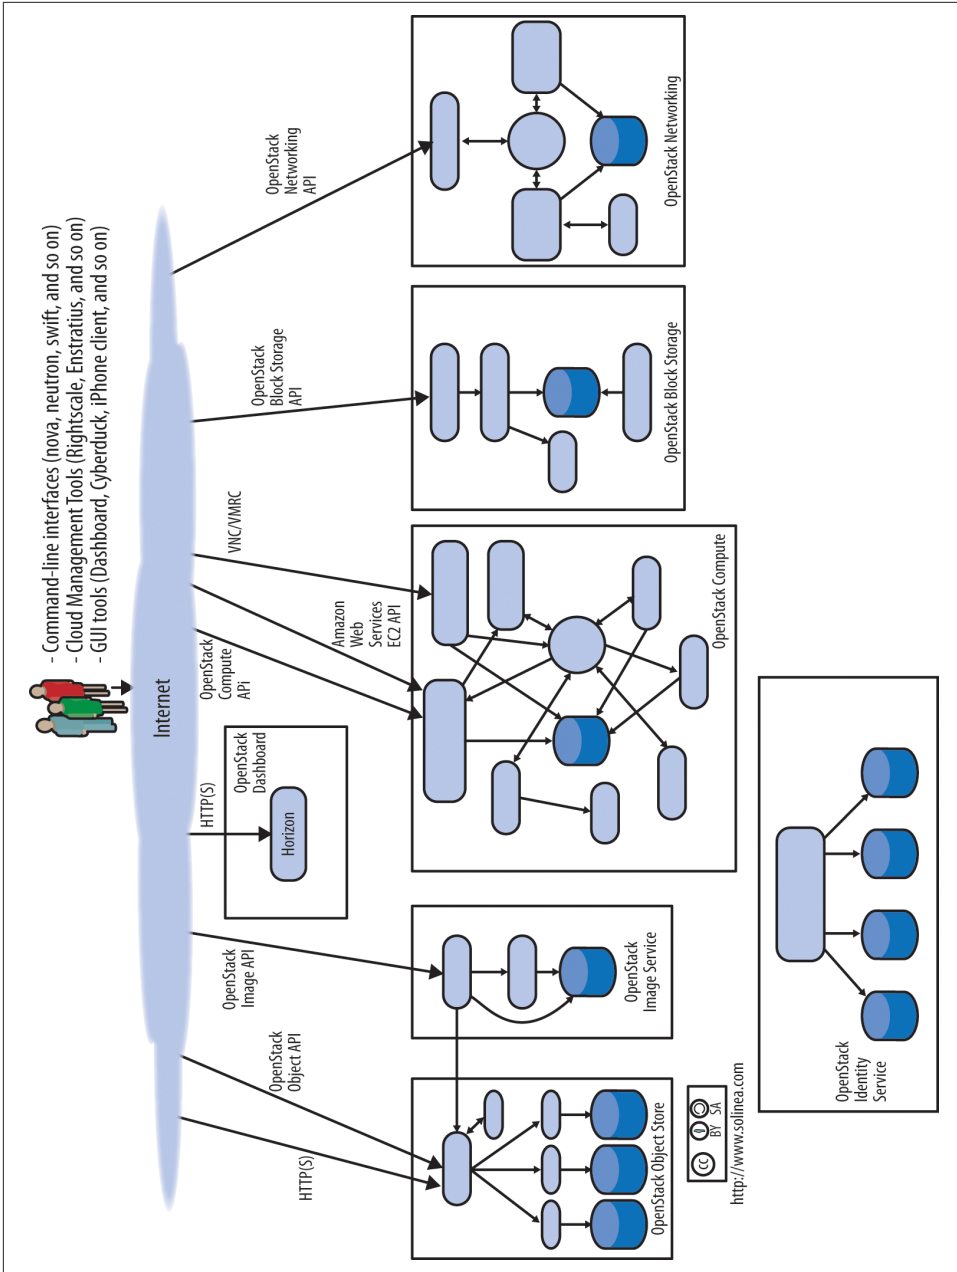 - Command-line interfaces (nova, neutron, swift, and so on)
- Cloud Management Tools (Rightscale, Enstratius, and so on)
- GUI tools (Dashboard, Cyberduck, iPhone client, and so on)
Internet
HTTP(S)
OpenStack
Object API
OpenStack
Image API
HTTP(S)
OpenStack
Compute
APi
Amazon
Web
Services
EC2 API
VNC/VMRC
OpenStack
Block Storage
API
OpenStack
Networking
API
OpenStack
Dashboard
Horizon
OpenStack Object Store
OpenStack
Image Service
OpenStack Compute
OpenStack Block Storage
OpenStack Networking
cc
BY SA
http://www.solinea.com
OpenStack
Identity
Service